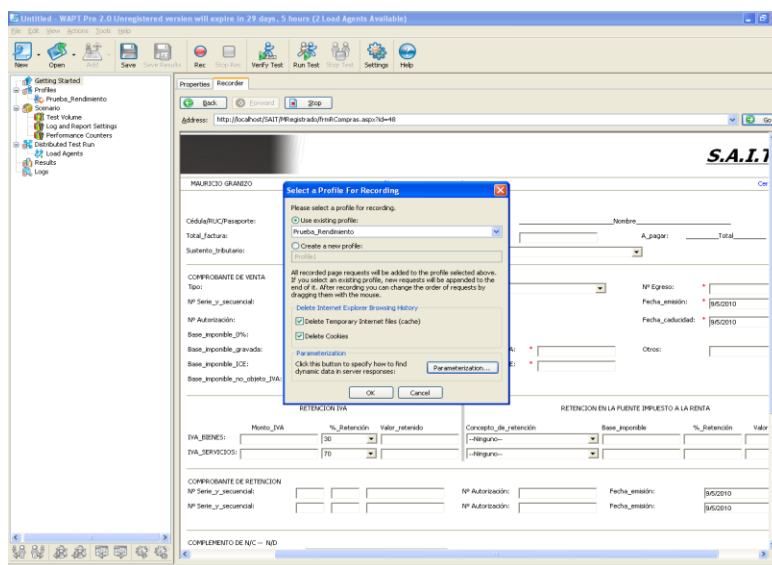 Untitled - WAPT Pro 2.0 Unregistered version will expire in 29 days, 5 hours (2 Load Agents Available)
File Edit View Actions Tools Help
New Open Add Save Save Results Rec Stop Rec Verify Test Run Test Stop Test Settings Help
Getting Started
Profiles
Prueba_Rendimiento
Scenario
Test Volume
Log and Report Settings
Performance Counters
Distributed Test Run
Load Agents
Results
Logs
Properties Recorder
Back Forward Stop
Address: http://localhost/SAIT/MRegistrado/frmRCompras.aspx?id=48 Go
S.A.I.T
MAURICIO GRANIZO Cer
Cédula/RUC/Pasaporte: Nombre
Total_factura: A_pagar: Total
Sustento_tributario:
COMPROBANTE DE VENTA
Tipo: Nº Egreso: *
Nº Serie_y_secuencial: Fecha_emisión: * 9/5/2010
Nº Autorización: Fecha_caducidad: * 9/5/2010
Base_imponible_0%:
Base_imponible_gravada: A: * Otros:
Base_imponible_ICE: E: *
Base_imponible_no_objeto_IVA:
Select a Profile For Recording
Please select a profile for recording.
Use existing profile:
Prueba_Rendimiento
Create a new profile:
Profile1
All recorded page requests will be added to the profile selected above.
If you select an existing profile, new requests will be appended to the
end of it. After recording you can change the order of requests by
dragging them with the mouse.
Delete Internet Explorer Browsing History
Delete Temporary Internet files (cache)
Delete Cookies
Parameterization
Click this button to specify how to find
dynamic data in server responses:
Parameterization...
OK Cancel
RETENCION IVA RETENCION EN LA FUENTE IMPUESTO A LA RENTA
Monto_IVA %_Retención Valor_retenido Concepto_de_retención Base_imponible %_Retención Valor
IVA_BIENES: 30 --Ninguno--
IVA_SERVICIOS: 70 --Ninguno--
COMPROBANTE DE RETENCION
Nº Serie_y_secuencial: Nº Autorización: Fecha_emisión: 9/5/2010
Nº Serie_y_secuencial: Nº Autorización: Fecha_emisión: 9/5/2010
COMPLEMENTO DE N/C -- N/D